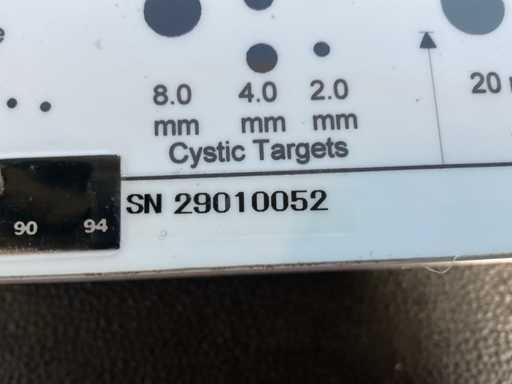 e
8.0 4.0 2.0
mm mm mm
Cystic Targets
20
SN 29010052
90 94